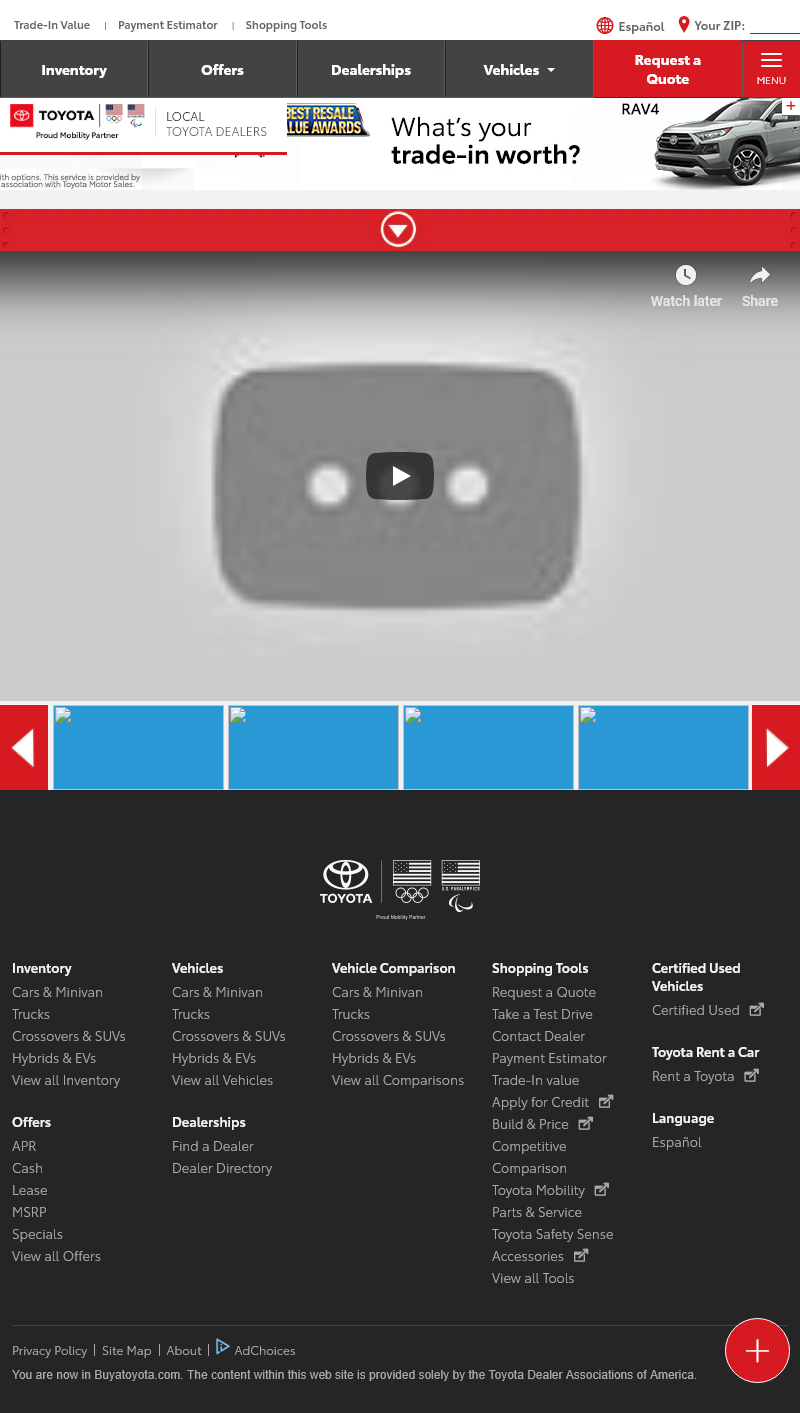 Trade-In Value | Payment Estimator | Shopping Tools
Español
Your ZIP:
Inventory
Offers
Dealerships
Vehicles
Request a
Quote
MENU
TOYOTA
Proud Mobility Partner
LOCAL
TOYOTA DEALERS
BEST RESALE
LUE AWARDS
What's your
trade-in worth?
RAV4
ith options. This service is provided by
association with Toyota Motor Sales.
Watch later
Share
TOYOTA
U.S. PARALYMPICS
Proud Mobility Partner
Inventory
Cars & Minivan
Trucks
Crossovers & SUVs
Hybrids & EVs
View all Inventory
Offers
APR
Cash
Lease
MSRP
Specials
View all Offers
Vehicles
Cars & Minivan
Trucks
Crossovers & SUVs
Hybrids & EVs
View all Vehicles
Dealerships
Find a Dealer
Dealer Directory
Vehicle Comparison
Cars & Minivan
Trucks
Crossovers & SUVs
Hybrids & EVs
View all Comparisons
Shopping Tools
Request a Quote
Take a Test Drive
Contact Dealer
Payment Estimator
Trade-In value
Apply for Credit
Build & Price
Competitive
Comparison
Toyota Mobility
Parts & Service
Toyota Safety Sense
Accessories
View all Tools
Certified Used
Vehicles
Certified Used
Toyota Rent a Car
Rent a Toyota
Language
Español
Privacy Policy | Site Map | About | AdChoices
You are now in Buyatoyota.com. The content within this web site is provided solely by the Toyota Dealer Associations of America.